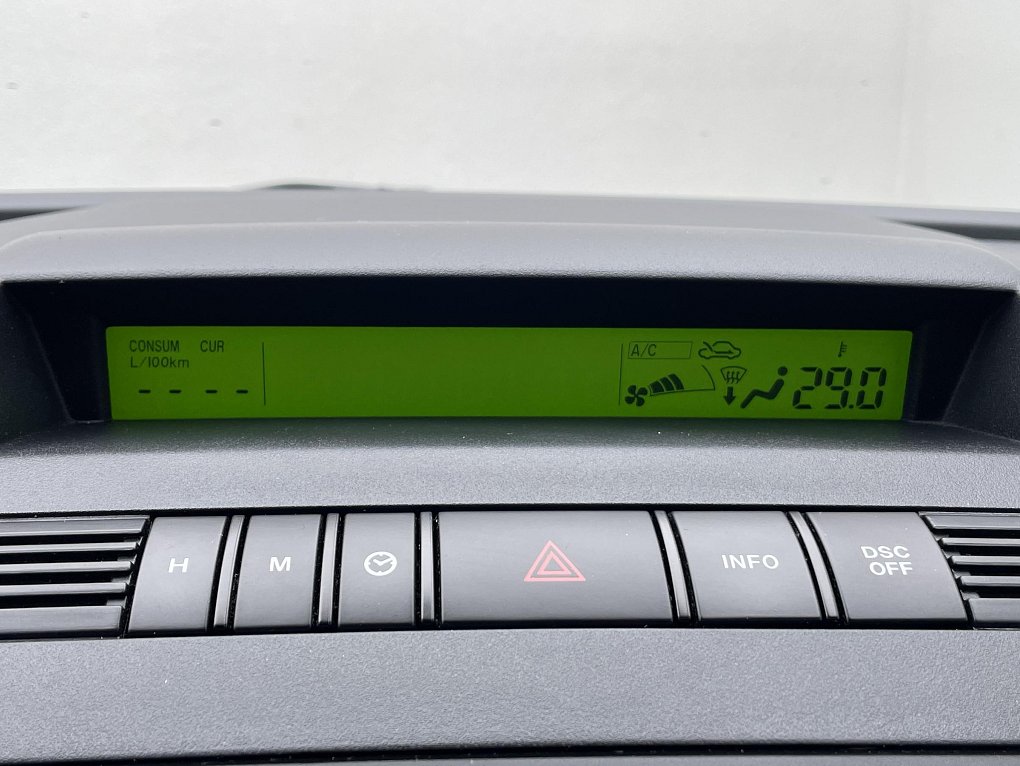 CONSUM CUR
L/100km
- - - -
A/C
29.0
H
M
INFO
DSC
OFF